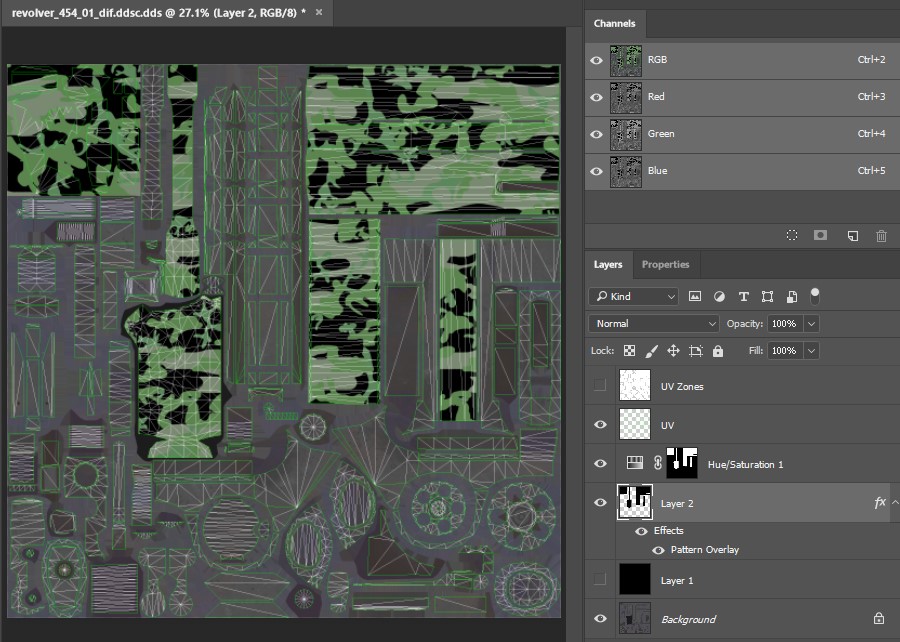 revolver_454_01_dif.ddsc.dds @ 27.1% (Layer 2, RGB/8) * ×
Channels
RGB Ctrl+2
Red Ctrl+3
Green Ctrl+4
Blue Ctrl+5
Layers Properties
Kind
Normal Opacity: 100%
Lock: Fill: 100%
UV Zones
UV
Hue/Saturation 1
Layer 2 fx
Effects
Pattern Overlay
Layer 1
Background